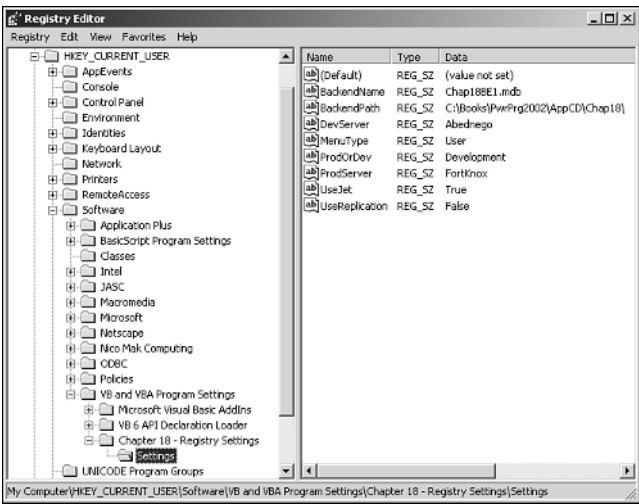 Registry Editor
Registry Edit View Favorites Help
HKEY_CURRENT_USER
AppEvents
Console
Control Panel
Environment
Identities
Keyboard Layout
Network
Printers
RemoteAccess
Software
Application Plus
BasicScript Program Settings
Classes
Intel
JASC
Macromedia
Microsoft
Netscape
Nico Mak Computing
ODBC
Policies
VB and VBA Program Settings
Microsoft Visual Basic AddIns
VB 6 API Declaration Loader
Chapter 18 - Registry Settings
Settings
UNICODE Program Groups
Name Type Data
(Default) REG_SZ (value not set)
BackendName REG_SZ Chap18BE1.mdb
BackendPath REG_SZ C:\Books\PwrPrg2002\AppCD\Chap18\
DevServer REG_SZ Abednego
MenuType REG_SZ User
ProdOrDev REG_SZ Development
ProdServer REG_SZ FortKnox
UseJet REG_SZ True
UseReplication REG_SZ False
My Computer\HKEY_CURRENT_USER\Software\VB and VBA Program Settings\Chapter 18 - Registry Settings\Settings